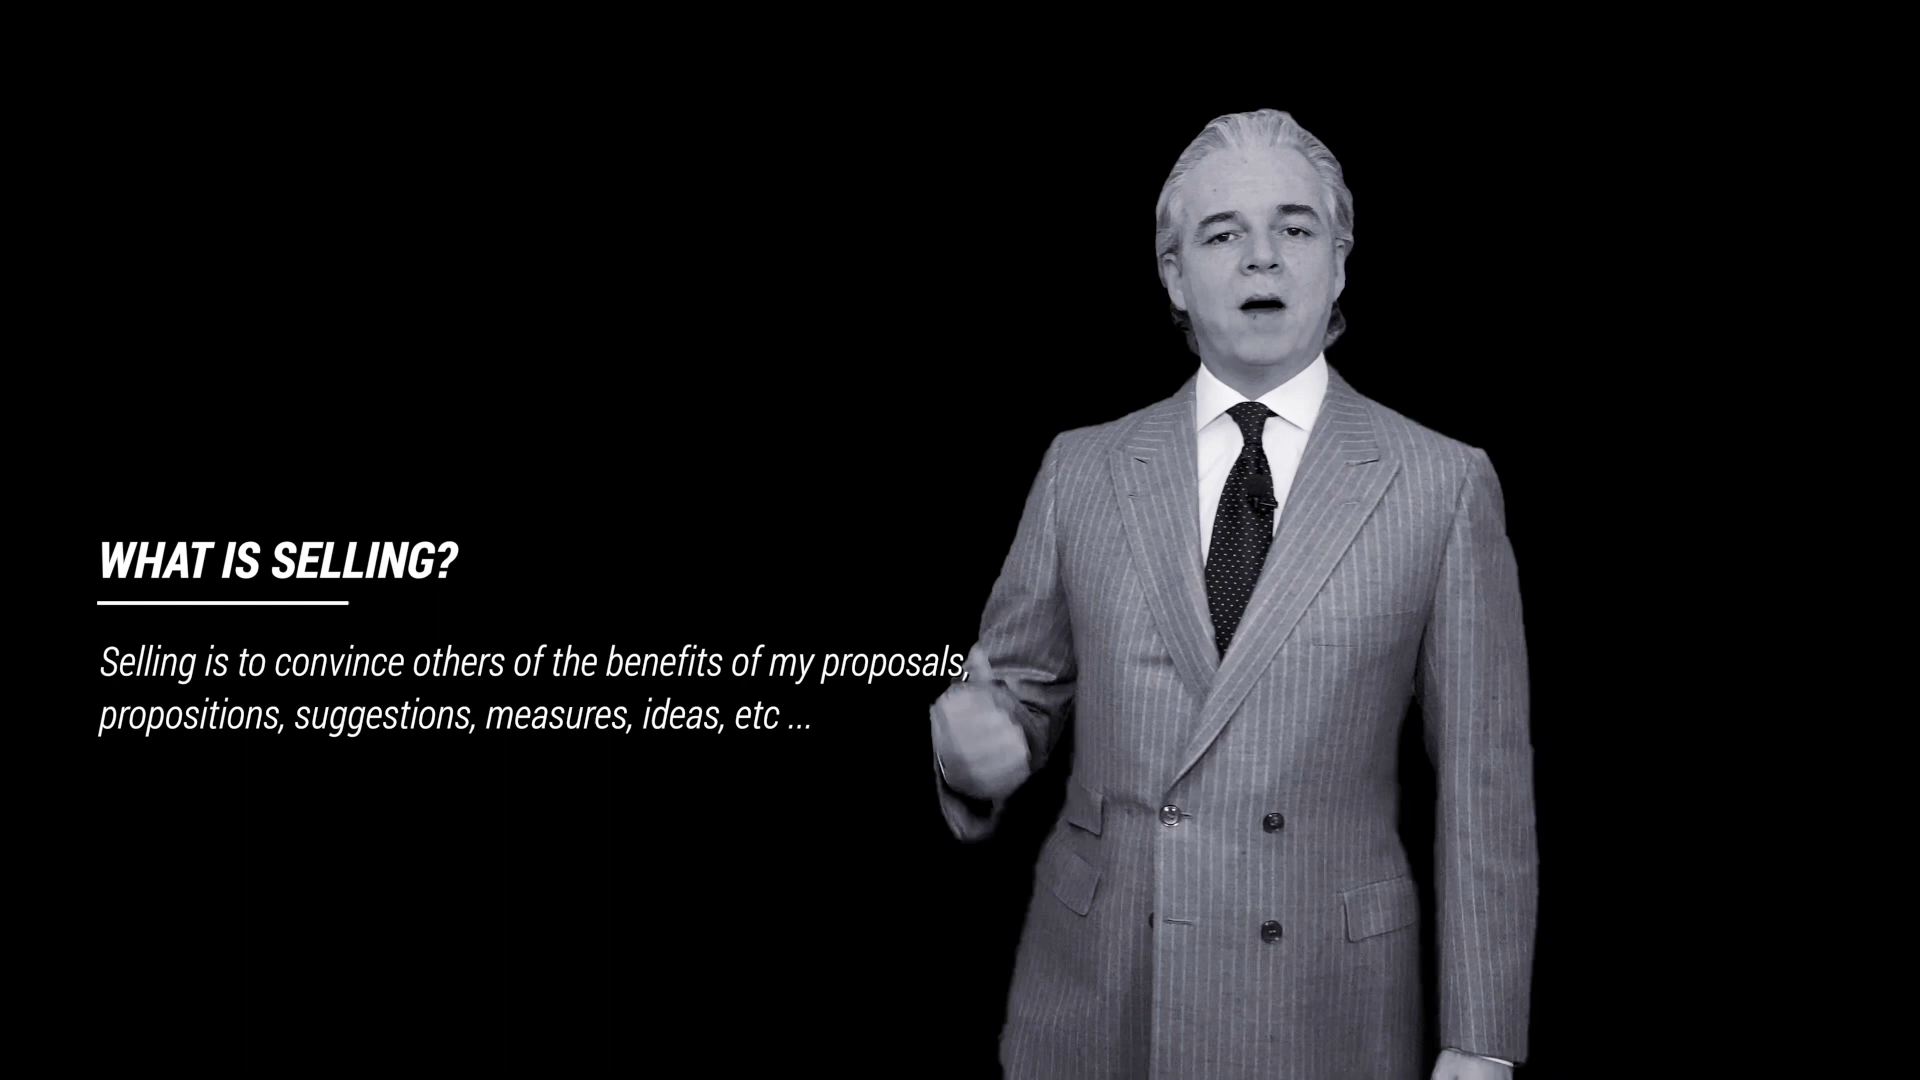 WHAT IS SELLING?
Selling is to convince others of the benefits of my proposals,
propositions, suggestions, measures, ideas, etc ...